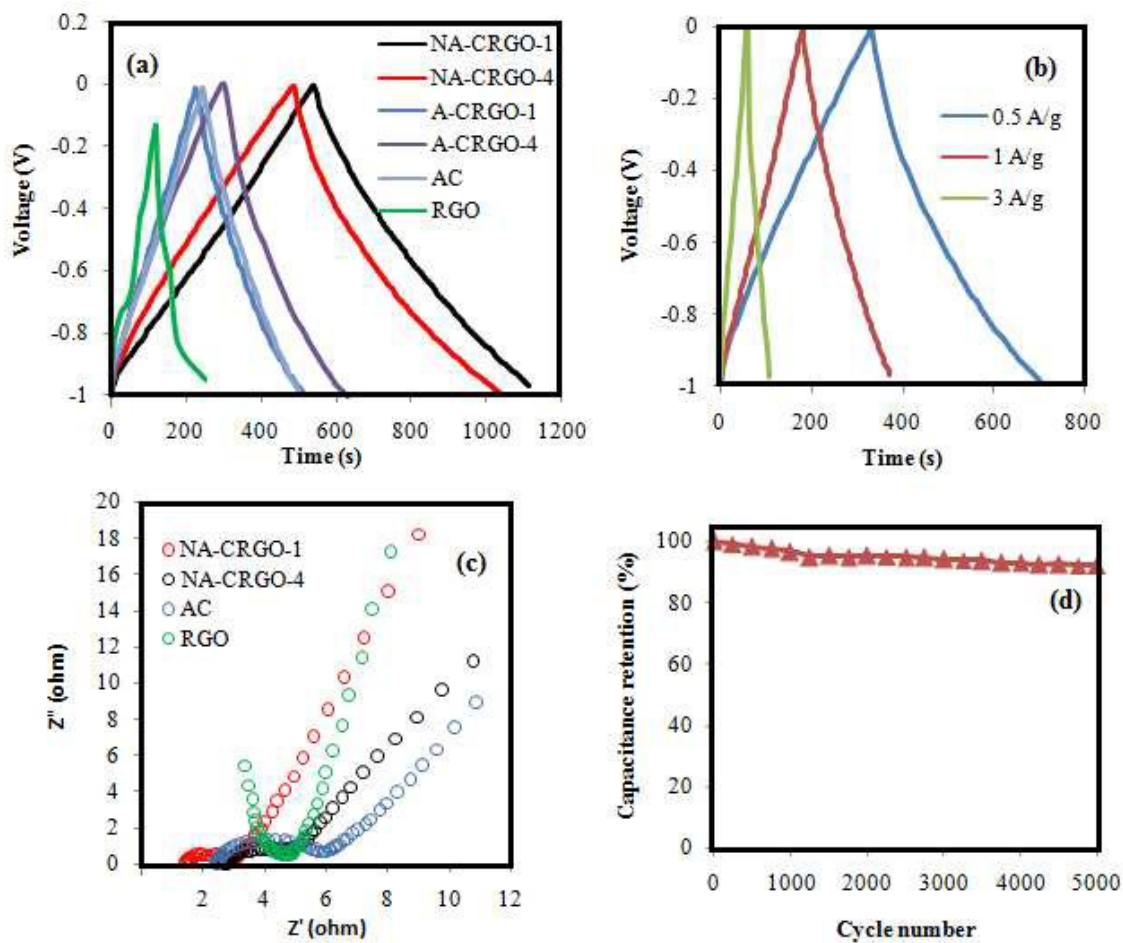 (a)
NA-CRGO-1
NA-CRGO-4
A-CRGO-1
A-CRGO-4
AC
RGO
0.2
0
-0.2
-0.4
-0.6
-0.8
-1
Voltage (V)
0 200 400 600 800 1000 1200
Time (s)
(b)
0.5 A/g
1 A/g
3 A/g
0
-0.2
-0.4
-0.6
-0.8
-1
Voltage (V)
0 200 400 600 800
Time (s)
(c)
NA-CRGO-1
NA-CRGO-4
AC
RGO
20
18
16
14
12
10
8
6
4
2
0
Z" (ohm)
2 4 6 8 10 12
Z' (ohm)
(d)
100
80
60
40
20
0
Capacitance retention (%)
0 1000 2000 3000 4000 5000
Cycle number